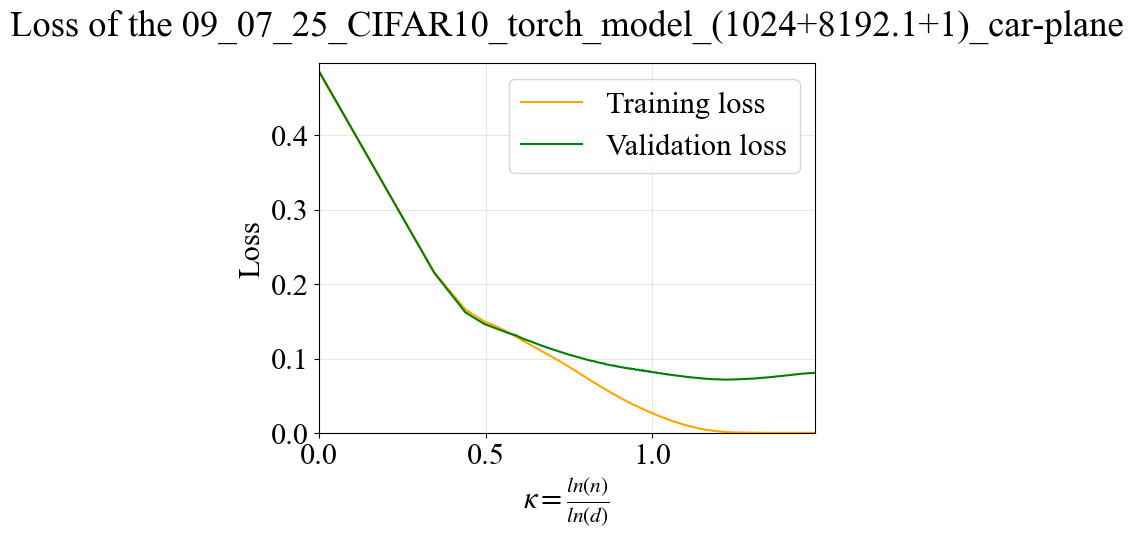 Loss of the 09_07_25_CIFAR10_torch_model_(1024+8192.1+1)_car-plane
Training loss
Validation loss
0.4
0.3
0.2
0.1
0.0
Loss
0.0 0.5 1.0
κ = ln(n)/ln(d)